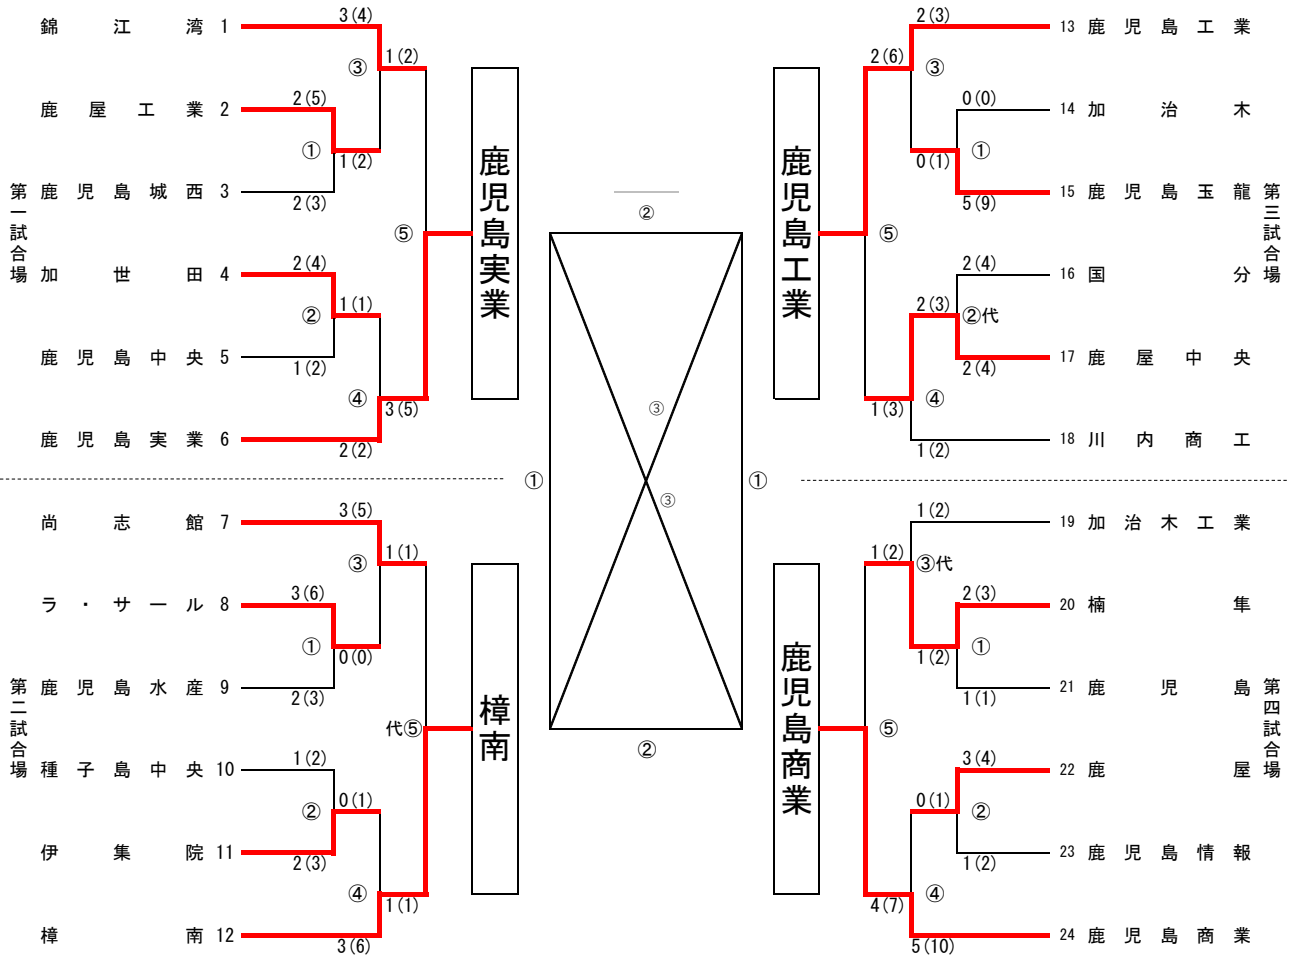 第一試合場
錦江湾 1
3(4)
③
1(2)
鹿屋工業 2
2(5)
①
1(2)
鹿児島城西 3
2(3)
⑤
加世田 4
2(4)
②
1(1)
鹿児島中央 5
1(2)
④
3(5)
鹿児島実業 6
2(2)
鹿児島実業
第二試合場
尚志館 7
3(5)
③
1(1)
ラ・サール 8
3(6)
①
0(0)
鹿児島水産 9
2(3)
代⑤
種子島中央 10
1(2)
②
0(1)
伊集院 11
2(3)
④
1(1)
樟南 12
3(6)
樟南
②
③
①
①
③
②
鹿児島工業
第三試合場
2(3)
13 鹿児島工業
2(6)
③
0(0)
14 加治木
0(1)
①
5(9)
15 鹿児島玉龍
⑤
2(4)
16 国分
2(3)
②代
2(4)
17 鹿屋中央
1(3)
④
1(2)
18 川内商工
鹿児島商業
第四試合場
1(2)
19 加治木工業
1(2)
③代
2(3)
20 楠隼
1(2)
①
1(1)
21 鹿児島
⑤
3(4)
22 鹿屋
0(1)
②
1(2)
23 鹿児島情報
4(7)
④
5(10)
24 鹿児島商業